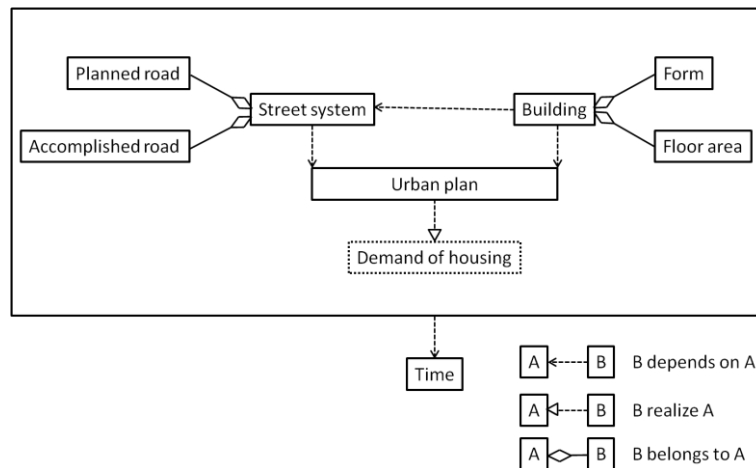 Planned road
Form
Street system
Building
Accomplished road
Floor area
Urban plan
Demand of housing
Time
A B B depends on A
A B B realize A
A B B belongs to A